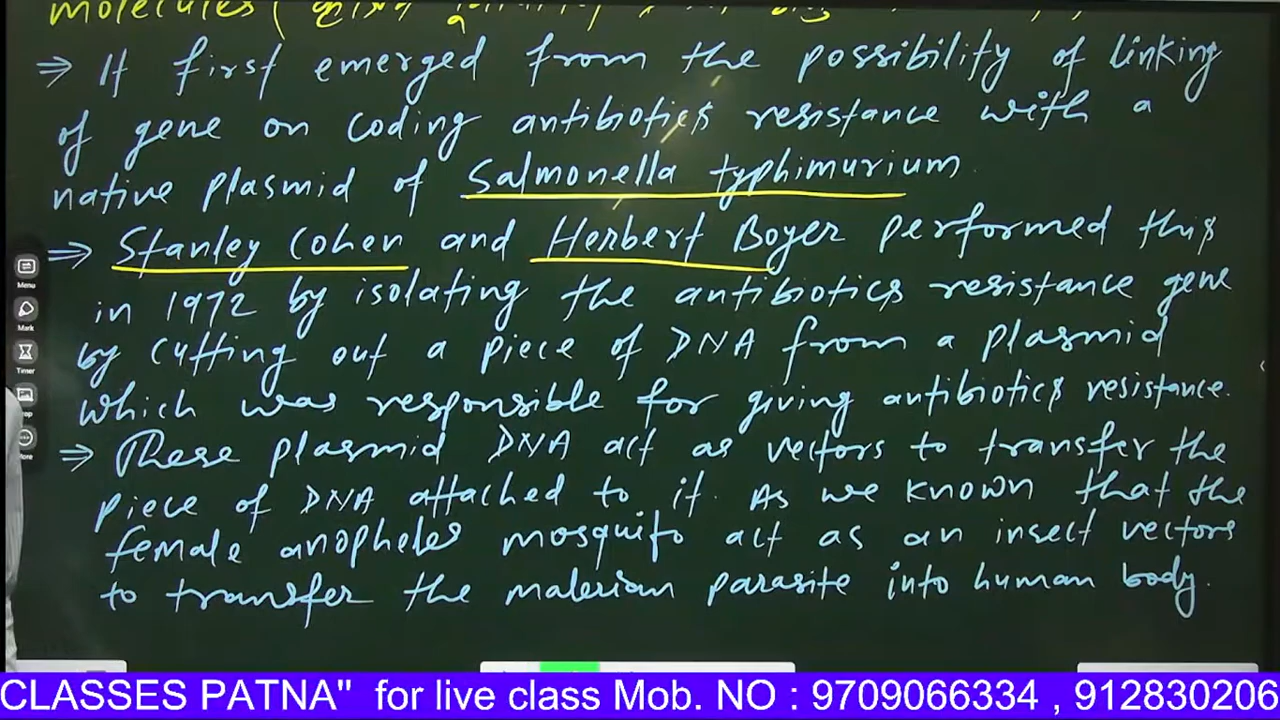 molecules (
⇒ It first emerged from the possibility of linking
of gene on coding antibiotics resistance with a
native plasmid of Salmonella typhimurium.
⇒ Stanley Cohen and Herbert Boyer performed this
in 1972 by isolating the antibiotics resistance gene
by cutting out a piece of DNA from a plasmid
which was responsible for giving antibiotics resistance.
⇒ These plasmid DNA act as vectors to transfer the
piece of DNA attached to it. As we known that the
female anopheles mosquito act as an insect vectors
to transfer the malerian parasite into human body.
Menu
Mark
Timer
CLASSES PATNA" for live class Mob. NO : 9709066334 , 912830206